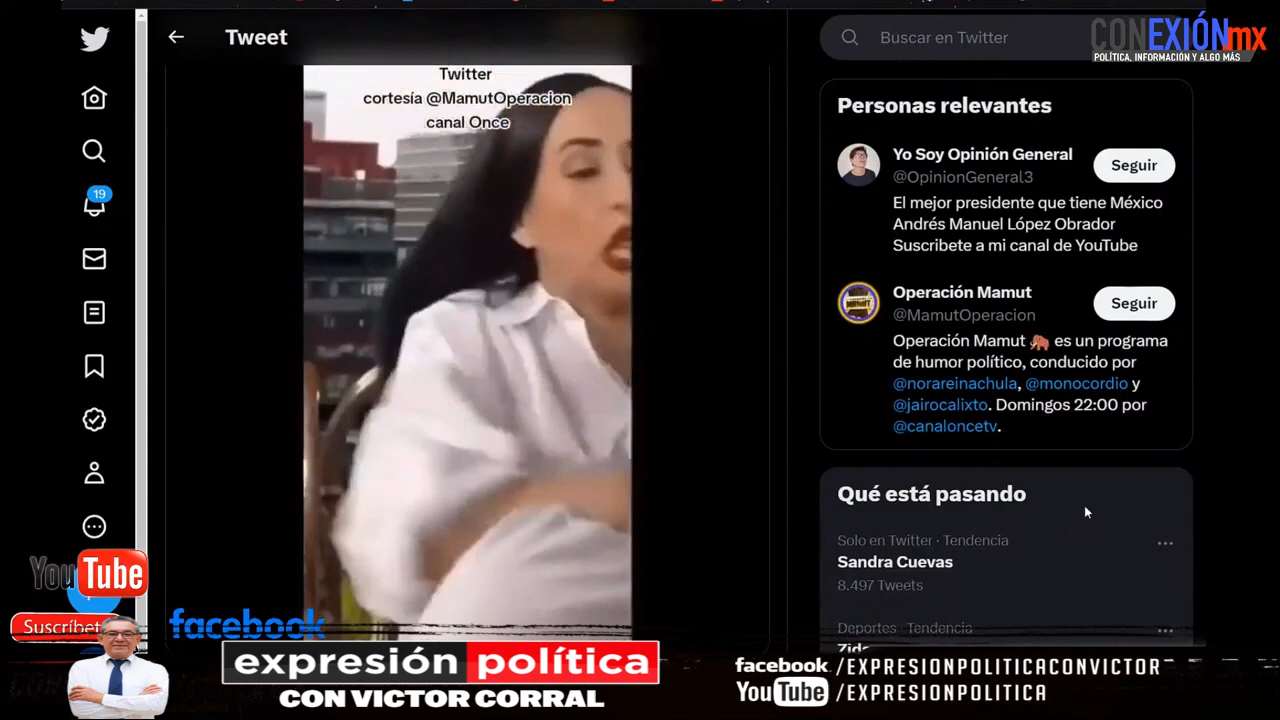 Tweet
Twitter
cortesía @MamutOperacion
canal Once
Buscar en Twitter
CONEXIÓNmx
POLÍTICA, INFORMACIÓN Y ALGO MÁS
Personas relevantes
Yo Soy Opinión General
@OpinionGeneral3
Seguir
El mejor presidente que tiene México
Andrés Manuel López Obrador
Suscribete a mi canal de YouTube
Operación Mamut
@MamutOperacion
Seguir
Operación Mamut 🦣 es un programa
de humor político, conducido por
@norareinachula, @monocordio y
@jairocalixto. Domingos 22:00 por
@canaloncetv.
Qué está pasando
Solo en Twitter · Tendencia
Sandra Cuevas
8.497 Tweets
Deportes · Tendencia
19
YouTube
Suscríbet
facebook
expresión política
CON VICTOR CORRAL
facebook /EXPRESIONPOLITICACONVICTOR
YouTube /EXPRESIONPOLITICA